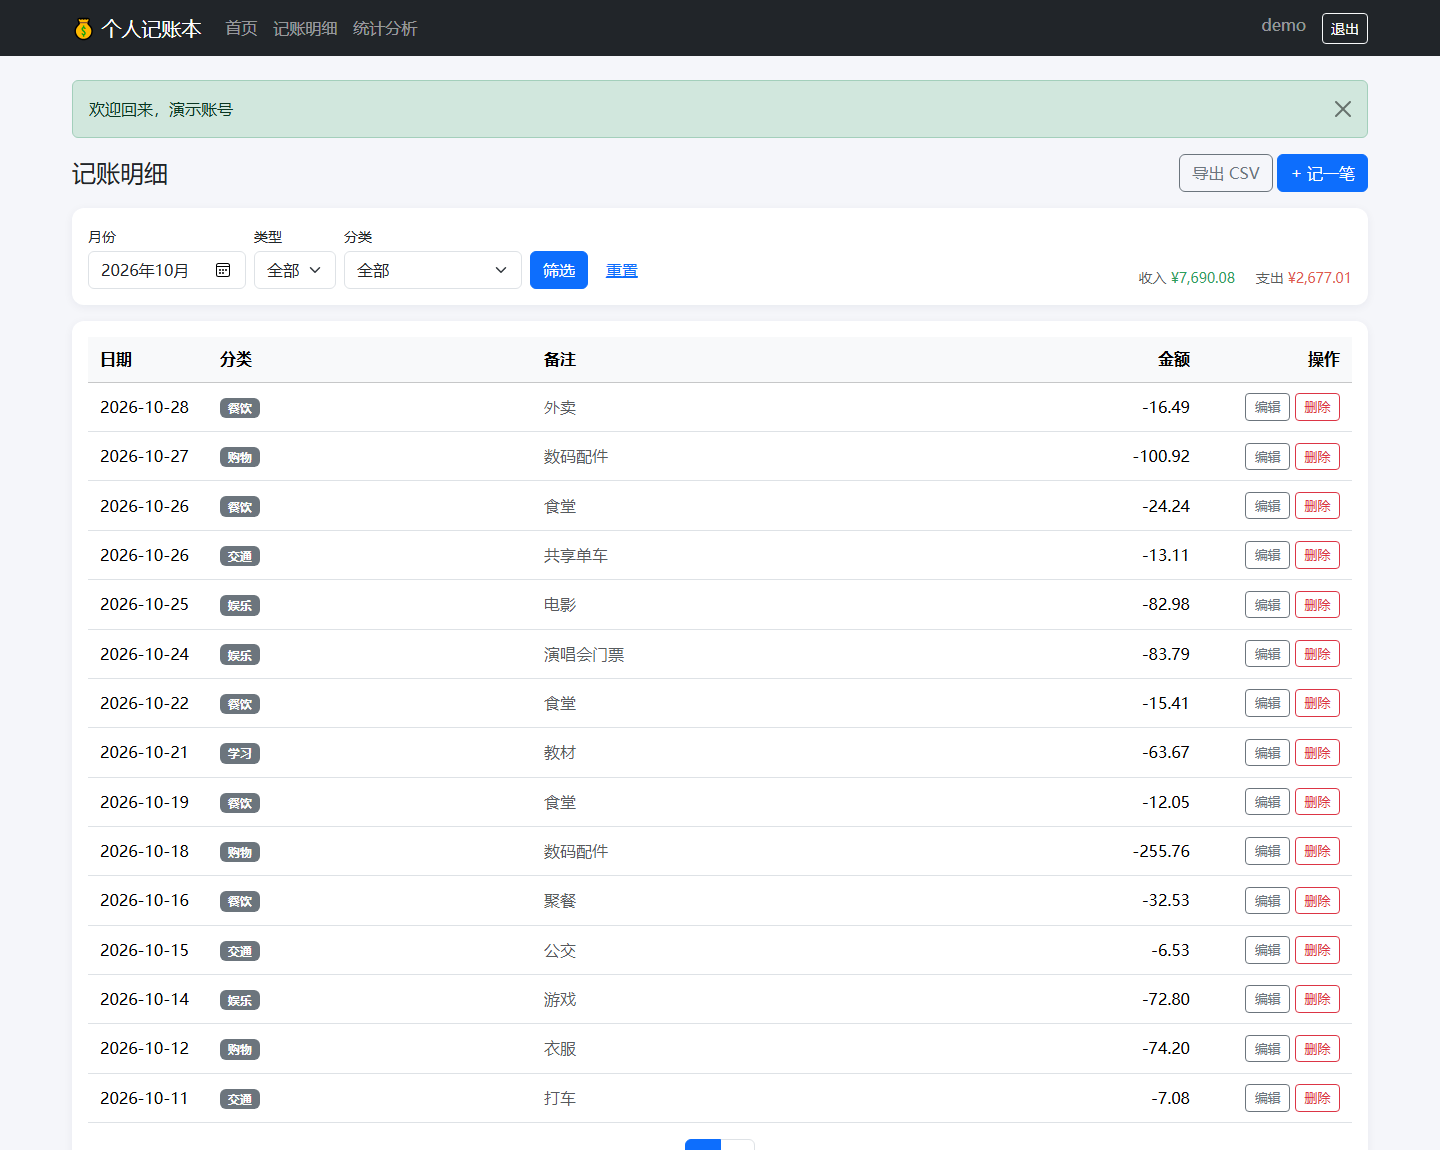 个人记账本 首页 记账明细 统计分析 demo 退出
欢迎回来，演示账号
记账明细 导出 CSV + 记一笔
月份 类型 分类
2026年10月 全部 全部 筛选 重置 收入 ¥7,690.08 支出 ¥2,677.01
日期 分类 备注 金额 操作
2026-10-28 餐饮 外卖 -16.49 编辑 删除
2026-10-27 购物 数码配件 -100.92 编辑 删除
2026-10-26 餐饮 食堂 -24.24 编辑 删除
2026-10-26 交通 共享单车 -13.11 编辑 删除
2026-10-25 娱乐 电影 -82.98 编辑 删除
2026-10-24 娱乐 演唱会门票 -83.79 编辑 删除
2026-10-22 餐饮 食堂 -15.41 编辑 删除
2026-10-21 学习 教材 -63.67 编辑 删除
2026-10-19 餐饮 食堂 -12.05 编辑 删除
2026-10-18 购物 数码配件 -255.76 编辑 删除
2026-10-16 餐饮 聚餐 -32.53 编辑 删除
2026-10-15 交通 公交 -6.53 编辑 删除
2026-10-14 娱乐 游戏 -72.80 编辑 删除
2026-10-12 购物 衣服 -74.20 编辑 删除
2026-10-11 交通 打车 -7.08 编辑 删除